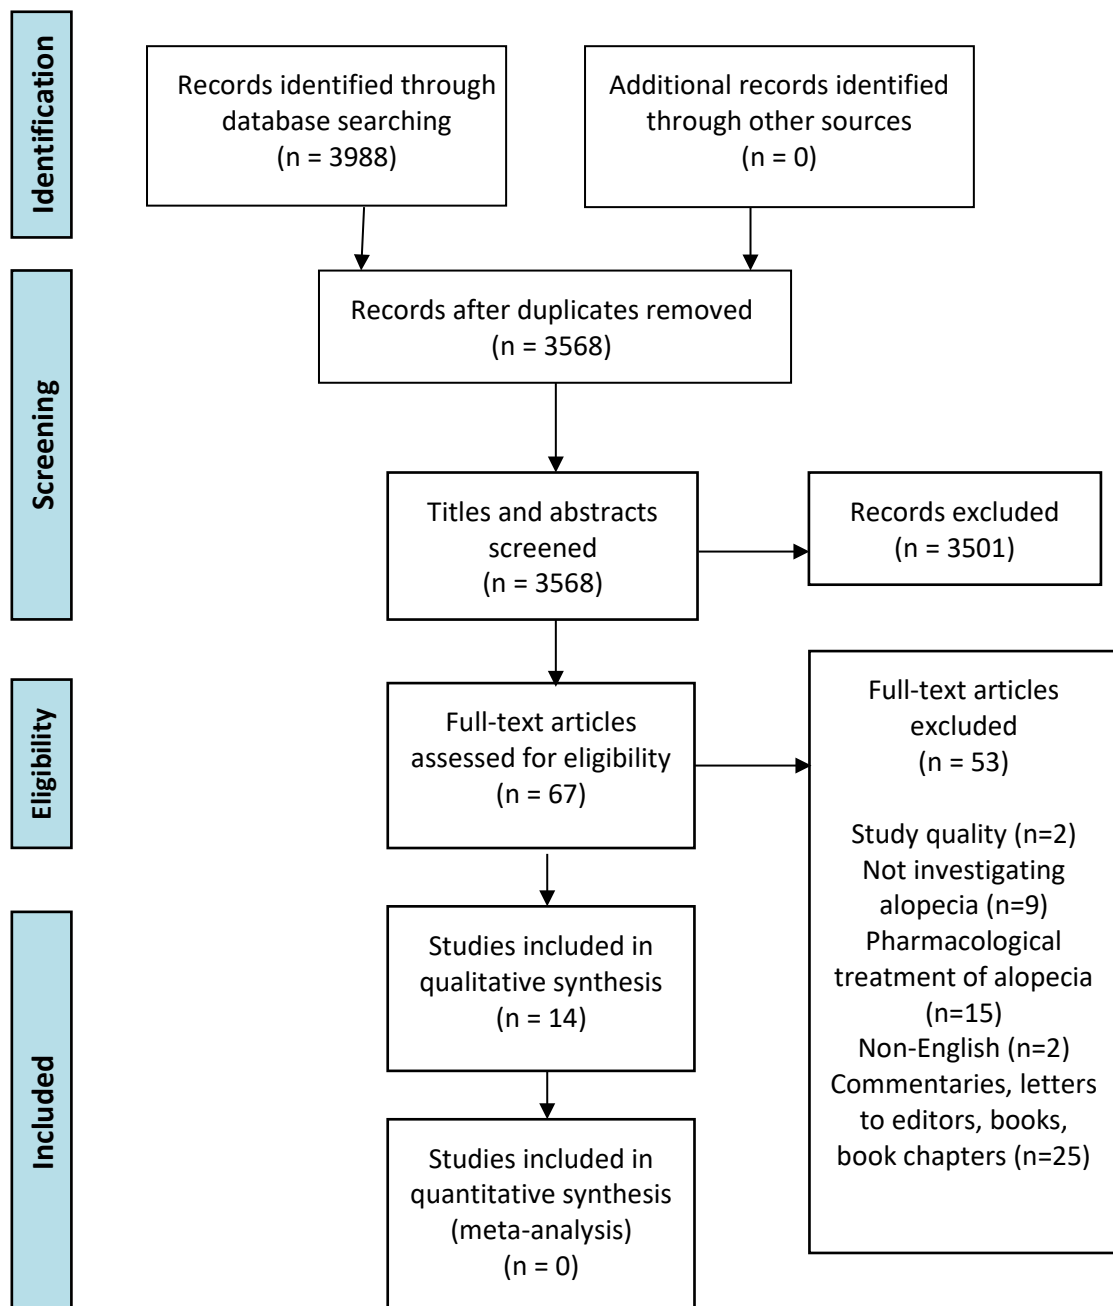 Identification
Records identified through
database searching
(n = 3988)
Additional records identified
through other sources
(n = 0)
Screening
Records after duplicates removed
(n = 3568)
Titles and abstracts
screened
(n = 3568)
Records excluded
(n = 3501)
Eligibility
Full-text articles
assessed for eligibility
(n = 67)
Full-text articles
excluded
(n = 53)
Study quality (n=2)
Not investigating
alopecia (n=9)
Pharmacological
treatment of alopecia
(n=15)
Non-English (n=2)
Commentaries, letters
to editors, books,
book chapters (n=25)
Included
Studies included in
qualitative synthesis
(n = 14)
Studies included in
quantitative synthesis
(meta-analysis)
(n = 0)